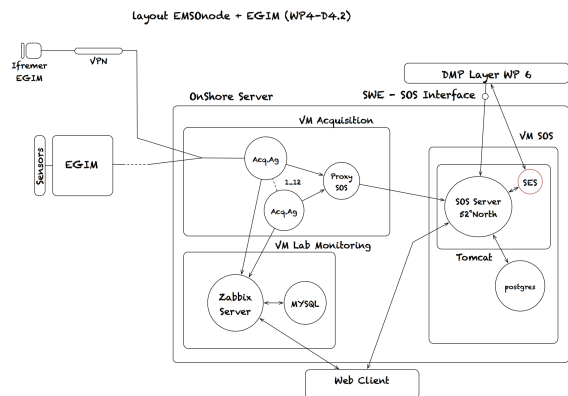 layout EMSOnode + EGIM (WP4-D4.2)
Ifremer
EGIM
VPN
DMP Layer WP 6
SWE - SOS Interface
OnShore Server
VM Acquisition
VM SOS
Sensors
EGIM
Acq.Ag
1..12
Acq.Ag
Proxy
SOS
SES
SOS Server
52°North
Tomcat
postgres
VM Lab Monitoring
Zabbix
Server
MYSQL
Web Client